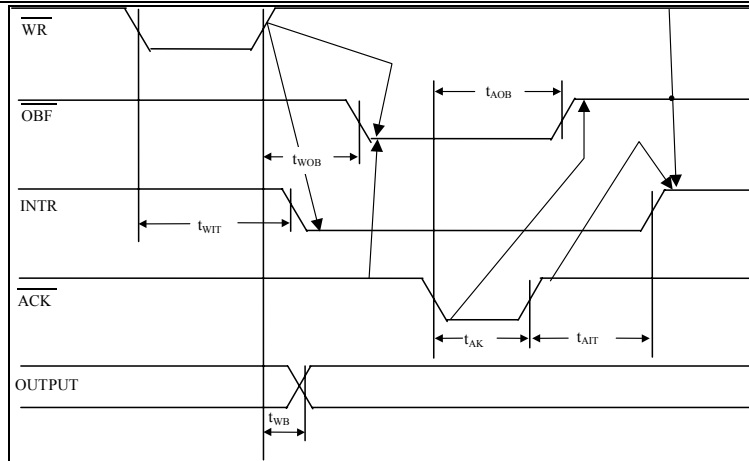 WR
t_AOB
OBF
t_WOB
INTR
t_WIT
ACK
t_AK
t_AIT
OUTPUT
t_WB